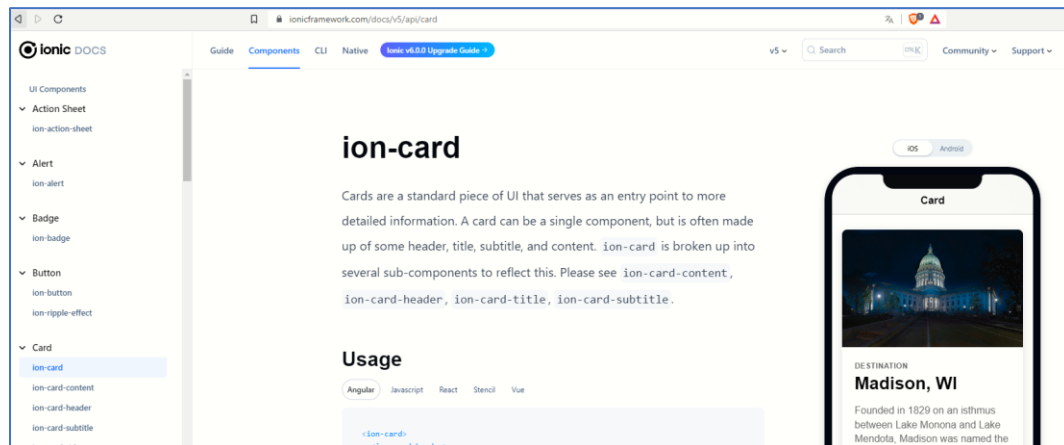 ionicframework.com/docs/v5/api/card
ionic DOCS
Guide Components CLI Native Ionic v6.0.0 Upgrade Guide → v5 Search Community Support
UI Components
Action Sheet
ion-action-sheet
Alert
ion-alert
Badge
ion-badge
Button
ion-button
ion-ripple-effect
Card
ion-card
ion-card-content
ion-card-header
ion-card-subtitle
ion-card
Cards are a standard piece of UI that serves as an entry point to more
detailed information. A card can be a single component, but is often made
up of some header, title, subtitle, and content. ion-card is broken up into
several sub-components to reflect this. Please see ion-card-content,
ion-card-header, ion-card-title, ion-card-subtitle.
Usage
Angular Javascript React Stencil Vue
<ion-card>
iOS Android
Card
DESTINATION
Madison, WI
Founded in 1829 on an isthmus
between Lake Monona and Lake
Mendota, Madison was named the